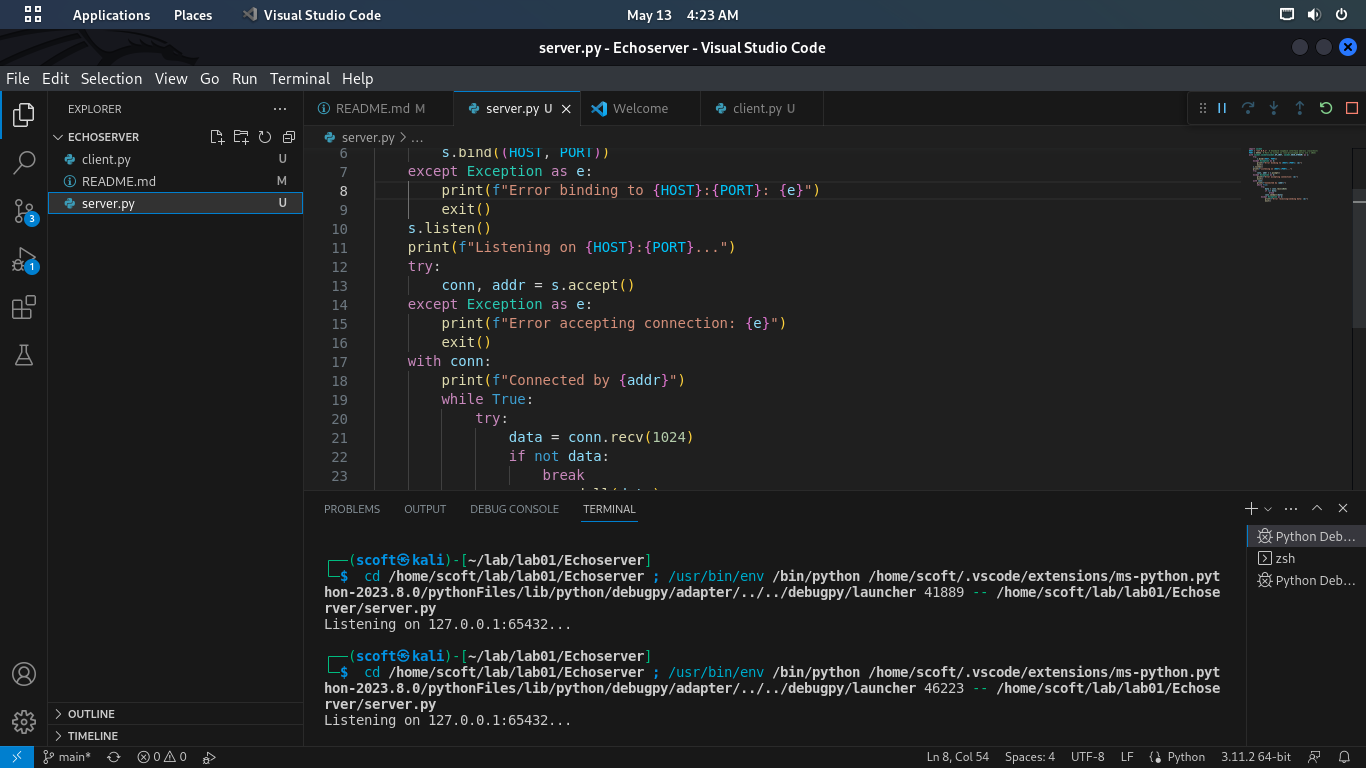 Applications Places Visual Studio Code May 13 4:23 AM
server.py - Echoserver - Visual Studio Code
File Edit Selection View Go Run Terminal Help
EXPLORER
ECHOSERVER
client.py U
README.md M
server.py U
3
1
OUTLINE
TIMELINE
README.md M server.py U Welcome client.py U
server.py > ...
6 s.bind((HOST, PORT))
7 except Exception as e:
8 print(f"Error binding to {HOST}:{PORT}: {e}")
9 exit()
10 s.listen()
11 print(f"Listening on {HOST}:{PORT}...")
12 try:
13 conn, addr = s.accept()
14 except Exception as e:
15 print(f"Error accepting connection: {e}")
16 exit()
17 with conn:
18 print(f"Connected by {addr}")
19 while True:
20 try:
21 data = conn.recv(1024)
22 if not data:
23 break
PROBLEMS OUTPUT DEBUG CONSOLE TERMINAL
┌──(scoft㉿kali)-[~/lab/lab01/Echoserver]
└─$ cd /home/scoft/lab/lab01/Echoserver ; /usr/bin/env /bin/python /home/scoft/.vscode/extensions/ms-python.pyt
hon-2023.8.0/pythonFiles/lib/python/debugpy/adapter/../../debugpy/launcher 41889 -- /home/scoft/lab/lab01/Echose
rver/server.py
Listening on 127.0.0.1:65432...
┌──(scoft㉿kali)-[~/lab/lab01/Echoserver]
└─$ cd /home/scoft/lab/lab01/Echoserver ; /usr/bin/env /bin/python /home/scoft/.vscode/extensions/ms-python.pyt
hon-2023.8.0/pythonFiles/lib/python/debugpy/adapter/../../debugpy/launcher 46223 -- /home/scoft/lab/lab01/Echose
rver/server.py
Listening on 127.0.0.1:65432...
Python Deb...
zsh
Python Deb...
main* 0 0 Ln 8, Col 54 Spaces: 4 UTF-8 LF Python 3.11.2 64-bit